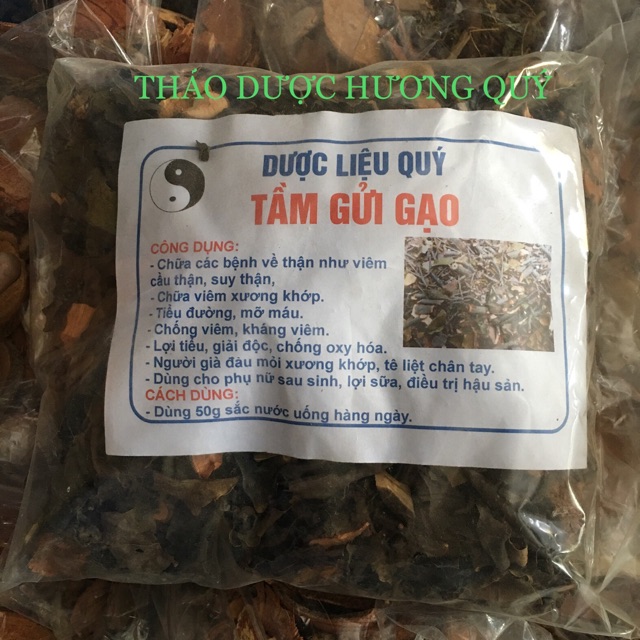 THẢO DƯỢC HƯƠNG QUÝ
DƯỢC LIỆU QUÝ
TẦM GỬI GẠO
CÔNG DỤNG:
- Chữa các bệnh về thận như viêm
cầu thận, suy thận,
- Chữa viêm xương khớp.
- Tiểu đường, mỡ máu.
- Chống viêm, kháng viêm.
- Lợi tiểu, giải độc, chống oxy hóa.
- Người già đau mỏi xương khớp, tê liệt chân tay.
- Dùng cho phụ nữ sau sinh, lợi sữa, điều trị hậu sản.
CÁCH DÙNG:
- Dùng 50g sắc nước uống hàng ngày.